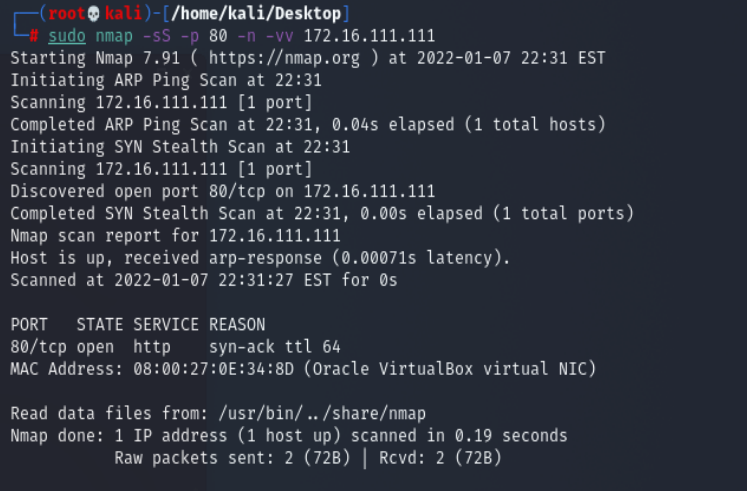 ┌──(root💀kali)-[/home/kali/Desktop]
└─# sudo nmap -sS -p 80 -n -vv 172.16.111.111
Starting Nmap 7.91 ( https://nmap.org ) at 2022-01-07 22:31 EST
Initiating ARP Ping Scan at 22:31
Scanning 172.16.111.111 [1 port]
Completed ARP Ping Scan at 22:31, 0.04s elapsed (1 total hosts)
Initiating SYN Stealth Scan at 22:31
Scanning 172.16.111.111 [1 port]
Discovered open port 80/tcp on 172.16.111.111
Completed SYN Stealth Scan at 22:31, 0.00s elapsed (1 total ports)
Nmap scan report for 172.16.111.111
Host is up, received arp-response (0.00071s latency).
Scanned at 2022-01-07 22:31:27 EST for 0s
PORT   STATE SERVICE REASON
80/tcp open  http    syn-ack ttl 64
MAC Address: 08:00:27:0E:34:8D (Oracle VirtualBox virtual NIC)
Read data files from: /usr/bin/../share/nmap
Nmap done: 1 IP address (1 host up) scanned in 0.19 seconds
Raw packets sent: 2 (72B) | Rcvd: 2 (72B)